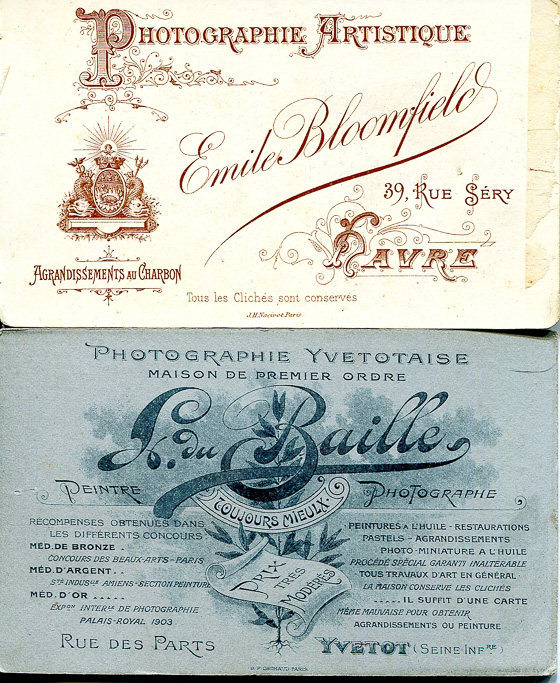 PHOTOGRAPHIE ARTISTIQUE
Emile Bloomfield
39, RUE SÉRY
HAVRE
AGRANDISSEMENTS AU CHARBON
Tous les Clichés sont conservés
PHOTOGRAPHIE YVETOTAISE
MAISON DE PREMIER ORDRE
du Baille
PEINTRE
PHOTOGRAPHE
TOUJOURS MIEUX
RÉCOMPENSES OBTENUES DANS
LES DIFFÉRENTS CONCOURS
MÉD. DE BRONZE .
CONCOURS DES BEAUX-ARTS - PARIS
MÉD. D'ARGENT . .
STÉ INDUSLLE AMIENS - SECTION PEINTURE
MÉD. D'OR .....
EXPON INTERLE DE PHOTOGRAPHIE
PALAIS-ROYAL 1903
RUE DES PARTS
PRIX
TRÈS
MODÉRÉS
PEINTURES A L'HUILE - RESTAURATIONS
PASTELS - AGRANDISSEMENTS
PHOTO-MINIATURE A L'HUILE
PROCÉDÉ SPÉCIAL GARANTI INALTÉRABLE
TOUS TRAVAUX D'ART EN GÉNÉRAL
LA MAISON CONSERVE LES CLICHÉS
..... IL SUFFIT D'UNE CARTE
MÊME MAUVAISE POUR OBTENIR
AGRANDISSEMENTS OU PEINTURE
YVETOT (SEINE-INFRE)